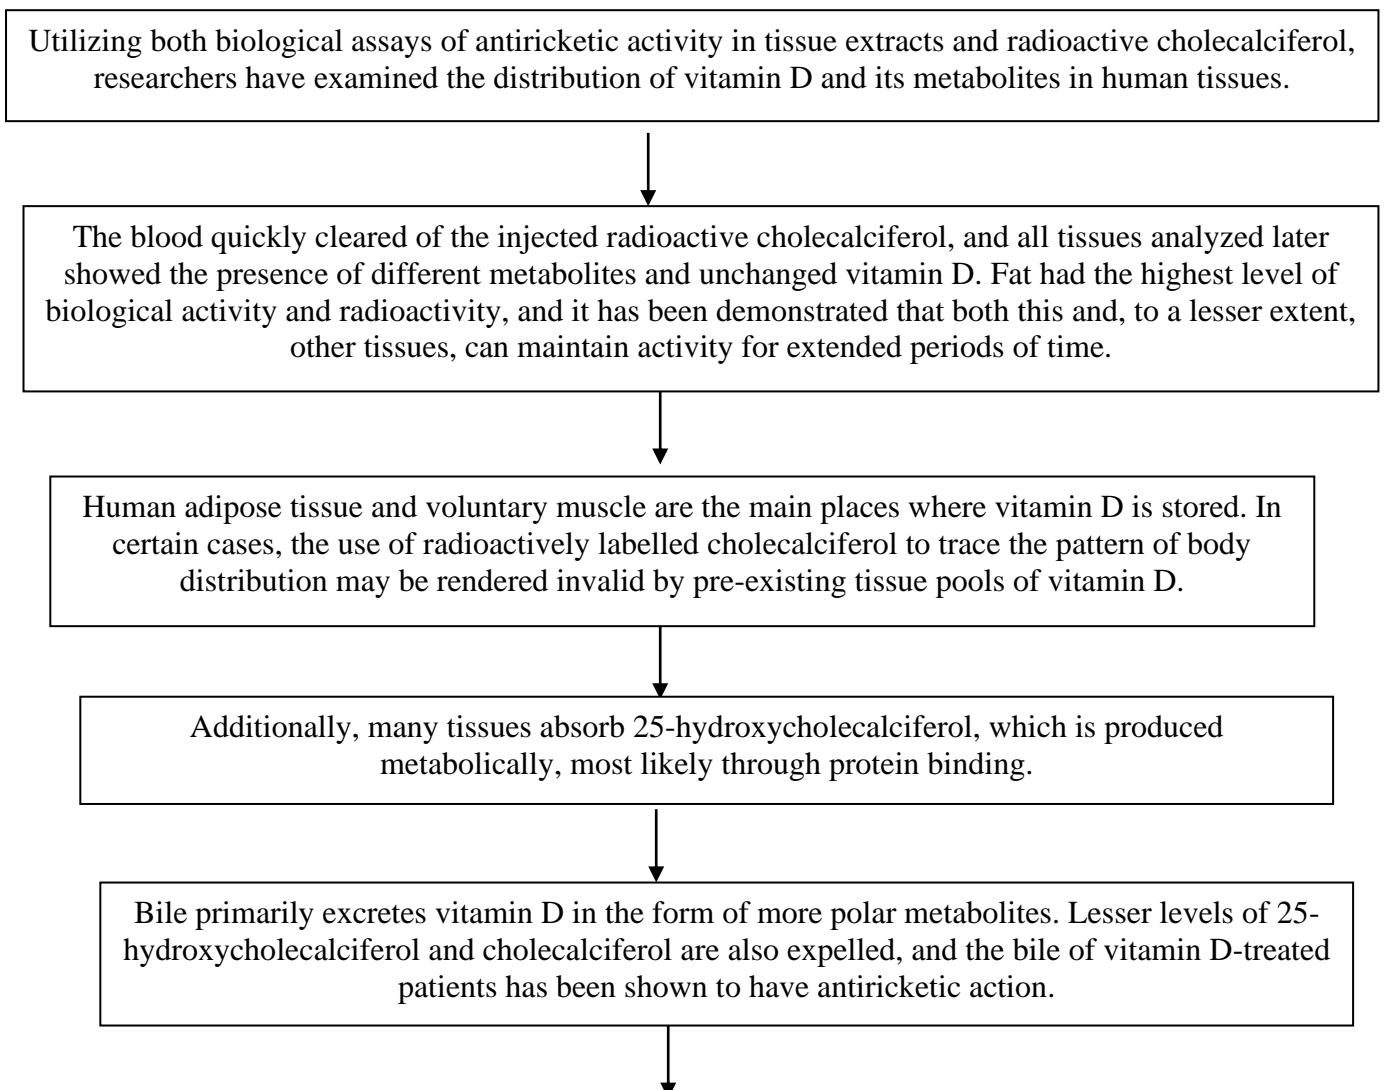 Utilizing both biological assays of antiricketic activity in tissue extracts and radioactive cholecalciferol,
researchers have examined the distribution of vitamin D and its metabolites in human tissues.
The blood quickly cleared of the injected radioactive cholecalciferol, and all tissues analyzed later
showed the presence of different metabolites and unchanged vitamin D. Fat had the highest level of
biological activity and radioactivity, and it has been demonstrated that both this and, to a lesser extent,
other tissues, can maintain activity for extended periods of time.
Human adipose tissue and voluntary muscle are the main places where vitamin D is stored. In
certain cases, the use of radioactively labelled cholecalciferol to trace the pattern of body
distribution may be rendered invalid by pre-existing tissue pools of vitamin D.
Additionally, many tissues absorb 25-hydroxycholecalciferol, which is produced
metabolically, most likely through protein binding.
Bile primarily excretes vitamin D in the form of more polar metabolites. Lesser levels of 25-
hydroxycholecalciferol and cholecalciferol are also expelled, and the bile of vitamin D-treated
patients has been shown to have antiricketic action.